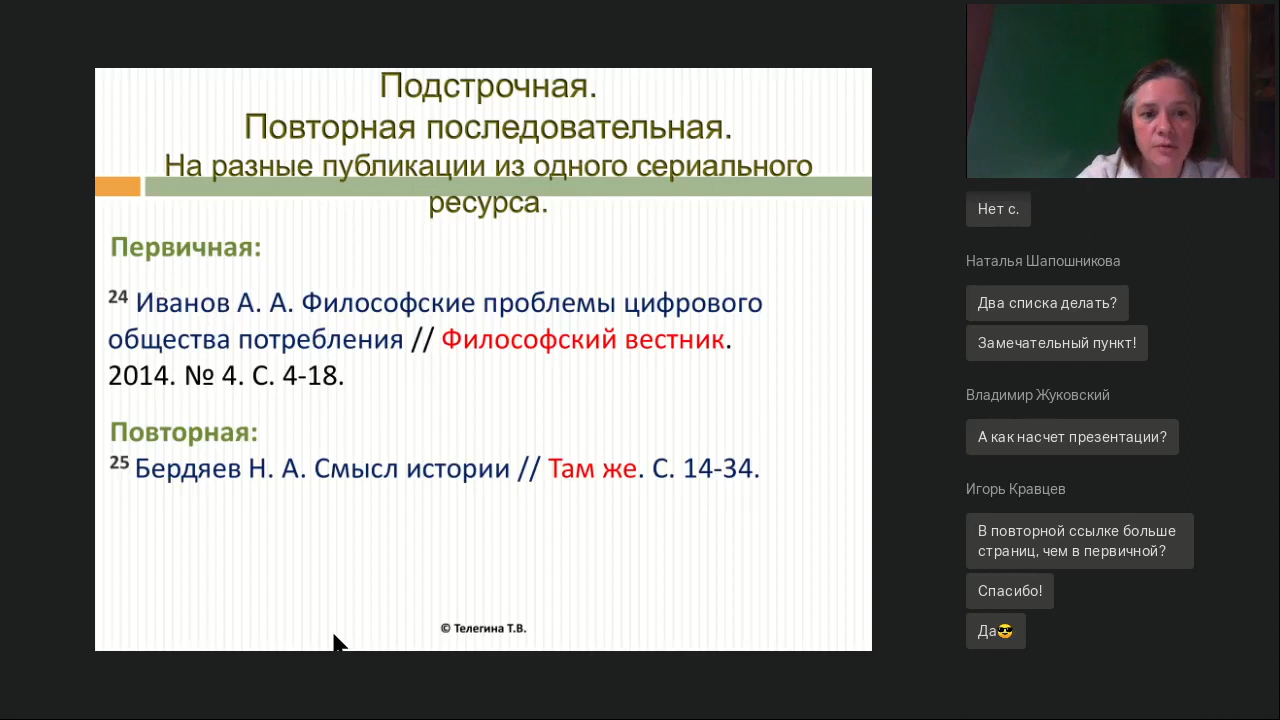 Подстрочная.
Повторная последовательная.
На разные публикации из одного сериального
ресурса.
Первичная:
24 Иванов А. А. Философские проблемы цифрового
общества потребления // Философский вестник.
2014. № 4. С. 4-18.
Повторная:
25 Бердяев Н. А. Смысл истории // Там же. С. 14-34.
© Телегина Т.В.
Нет с.
Наталья Шапошникова
Два списка делать?
Замечательный пункт!
Владимир Жуковский
А как насчет презентации?
Игорь Кравцев
В повторной ссылке больше
страниц, чем в первичной?
Спасибо!
Да😎